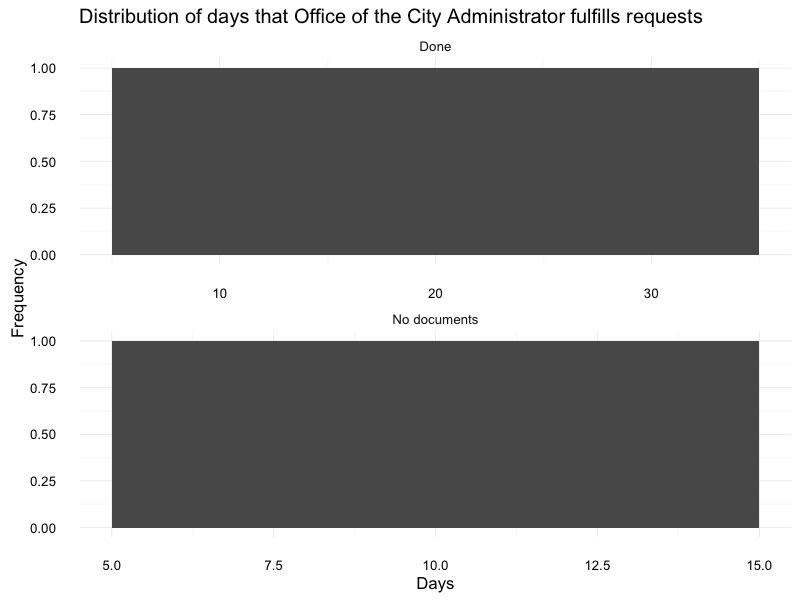 Distribution of days that Office of the City Administrator fulfills requests
Done
1.00
0.75
0.50
0.25
0.00
10 20 30
Frequency
No documents
1.00
0.75
0.50
0.25
0.00
5.0 7.5 10.0 12.5 15.0
Days